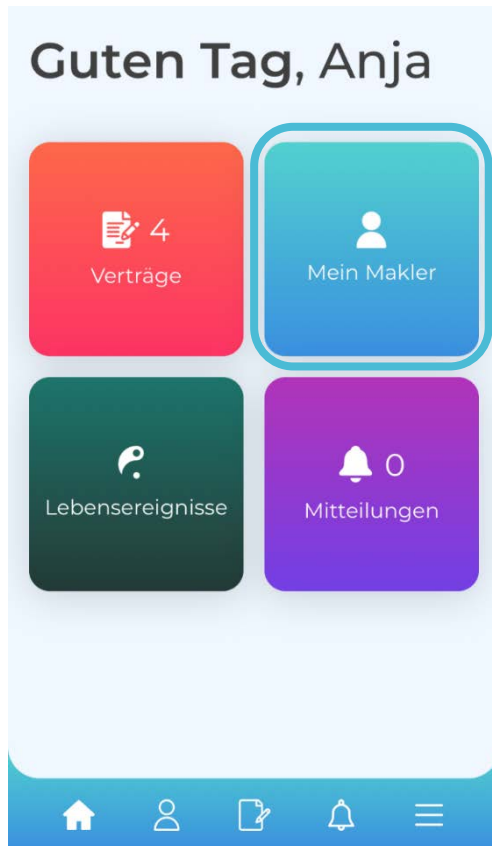 Guten Tag, Anja
4
Verträge
Mein Makler
Lebensereignisse
0
Mitteilungen